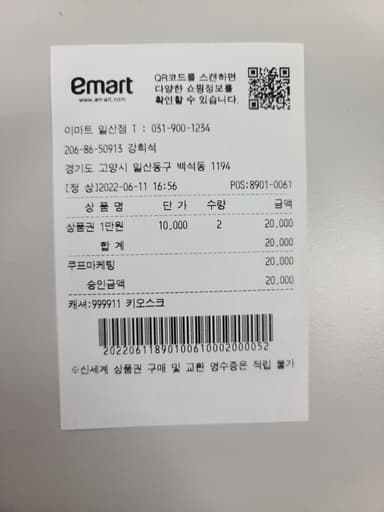 emart
www.emart.com
QR코드를 스캔하면
다양한 쇼핑정보를
확인할 수 있습니다.
이마트 일산점 T : 031-900-1234
206-86-50913 강희석
경기도 고양시 일산동구 백석동 1194
[정 상]2022-06-11 16:56 POS:8901-0061
상 품 명 단 가 수량 금액
상품권 1만원 10,000 2 20,000
합 계 20,000
쿠프마케팅 20,000
승인금액 20,000
캐셔:999911 키오스크
20220611890100610002000052
※신세계 상품권 구매 및 교환 영수증은 적립 불가